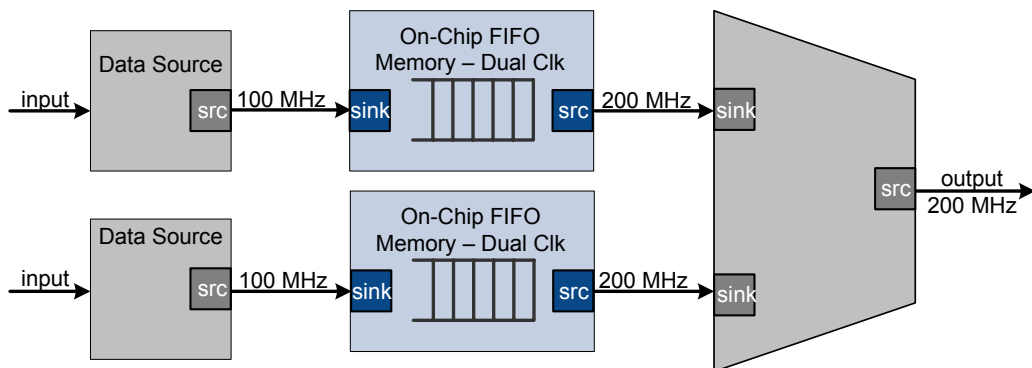 Data Source
input
src
100 MHz
On-Chip FIFO
Memory – Dual Clk
sink
src
200 MHz
sink
Data Source
input
src
100 MHz
On-Chip FIFO
Memory – Dual Clk
sink
src
200 MHz
sink
src
output
200 MHz